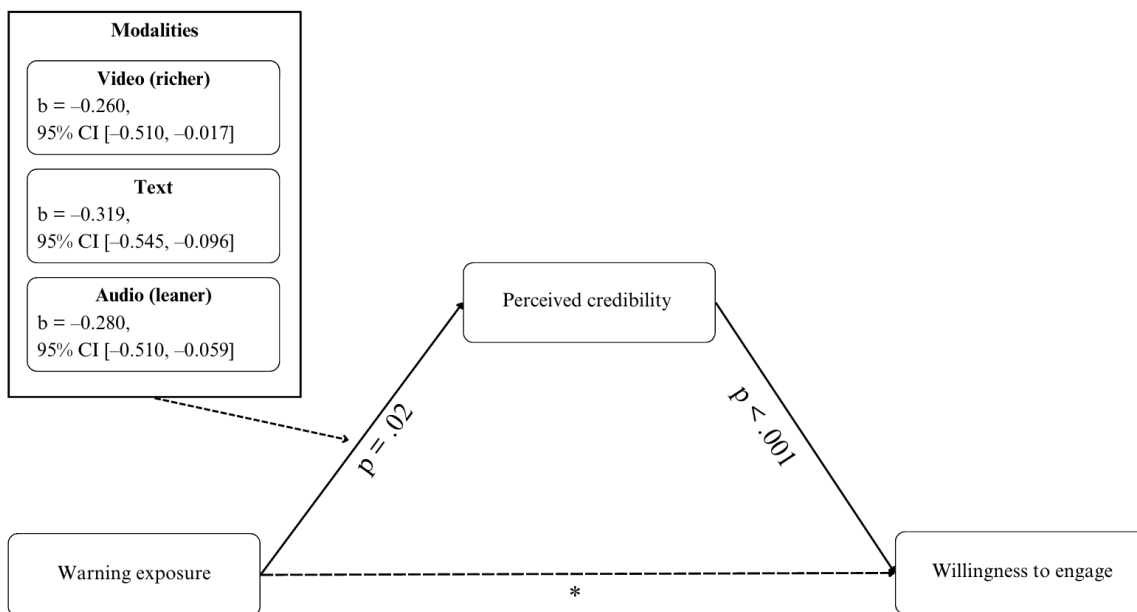 Modalities
Video (richer)
b = –0.260,
95% CI [–0.510, –0.017]
Text
b = –0.319,
95% CI [–0.545, –0.096]
Audio (leaner)
b = –0.280,
95% CI [–0.510, –0.059]
Perceived credibility
p = .02
p < .001
Warning exposure
Willingness to engage
*